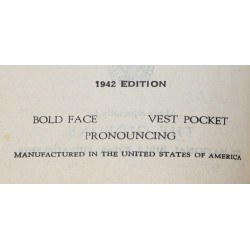 1942 EDITION
BOLD FACE VEST POCKET
PRONOUNCING
MANUFACTURED IN THE UNITED STATES OF AMERICA